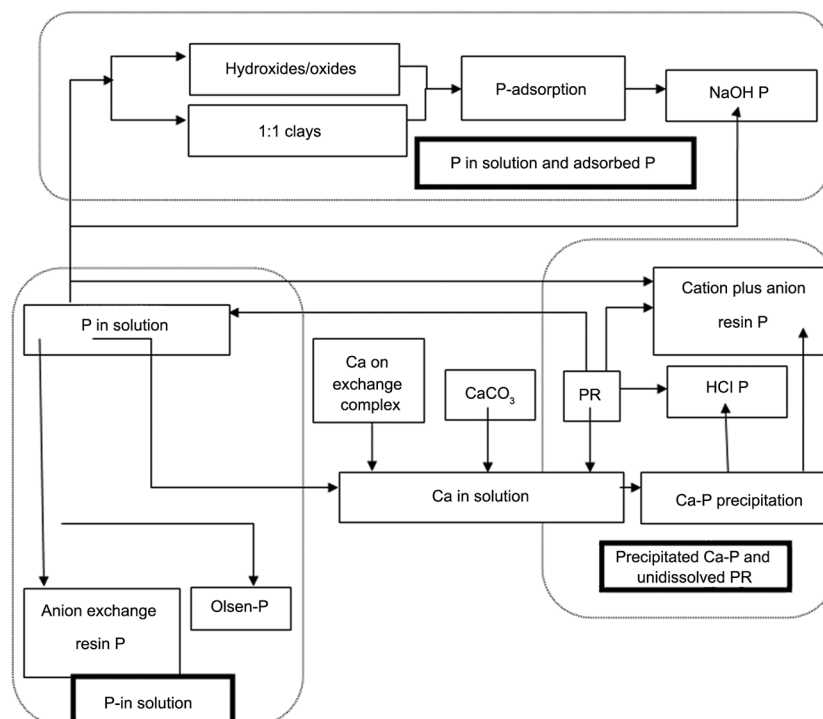 Hydroxides/oxides
P-adsorption
NaOH P
1:1 clays
P in solution and adsorbed P
Cation plus anion
resin P
P in solution
Ca on
exchange
complex
CaCO₃
PR
HCl P
Ca in solution
Ca-P precipitation
Precipitated Ca-P and
unidissolved PR
Anion exchange
resin P
Olsen-P
P-in solution